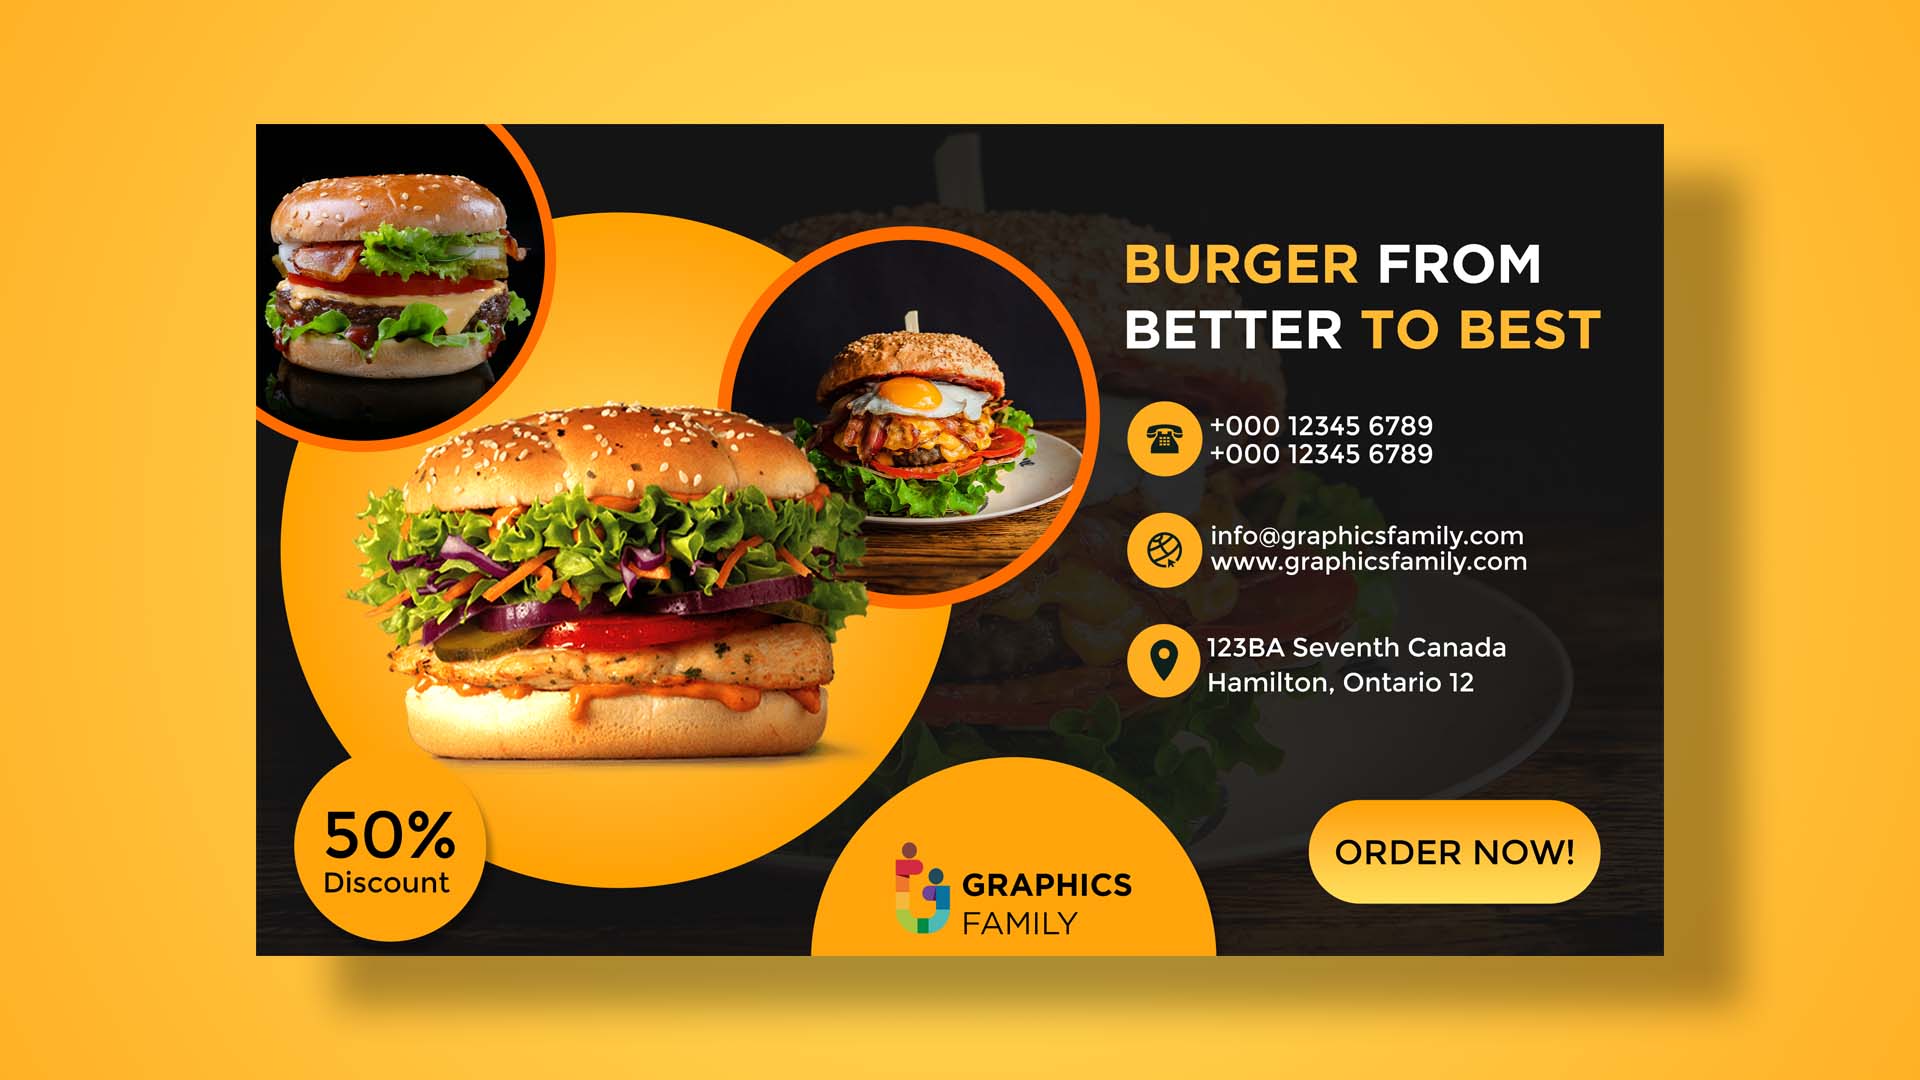 BURGER FROM
BETTER TO BEST
+000 12345 6789
+000 12345 6789
info@graphicsfamily.com
www.graphicsfamily.com
123BA Seventh Canada
Hamilton, Ontario 12
50%
Discount
GRAPHICS
FAMILY
ORDER NOW!